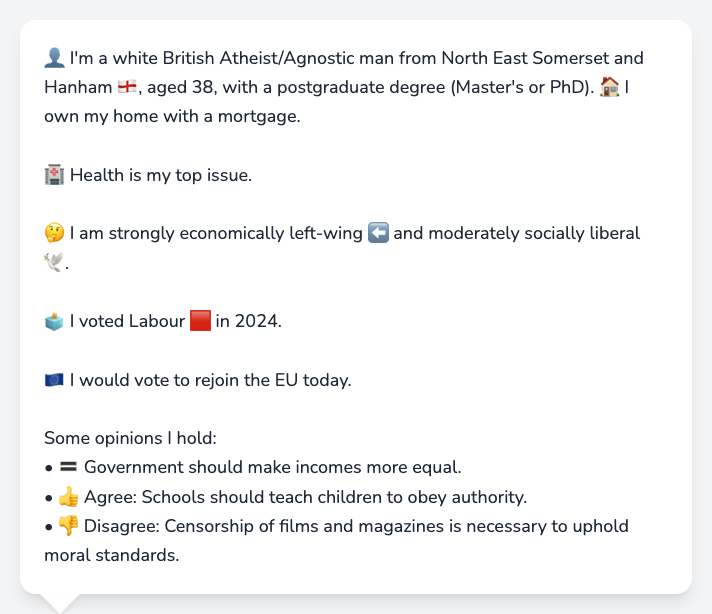 👤 I'm a white British Atheist/Agnostic man from North East Somerset and
Hanham 🏴󠁧󠁢󠁥󠁮󠁧󠁿, aged 38, with a postgraduate degree (Master's or PhD). 🏠 I
own my home with a mortgage.
🏥 Health is my top issue.
🤔 I am strongly economically left-wing ⬅️ and moderately socially liberal
🕊️.
🗳️ I voted Labour 🟥 in 2024.
🇪🇺 I would vote to rejoin the EU today.
Some opinions I hold:
• 🟰 Government should make incomes more equal.
• 👍 Agree: Schools should teach children to obey authority.
• 👎 Disagree: Censorship of films and magazines is necessary to uphold
moral standards.